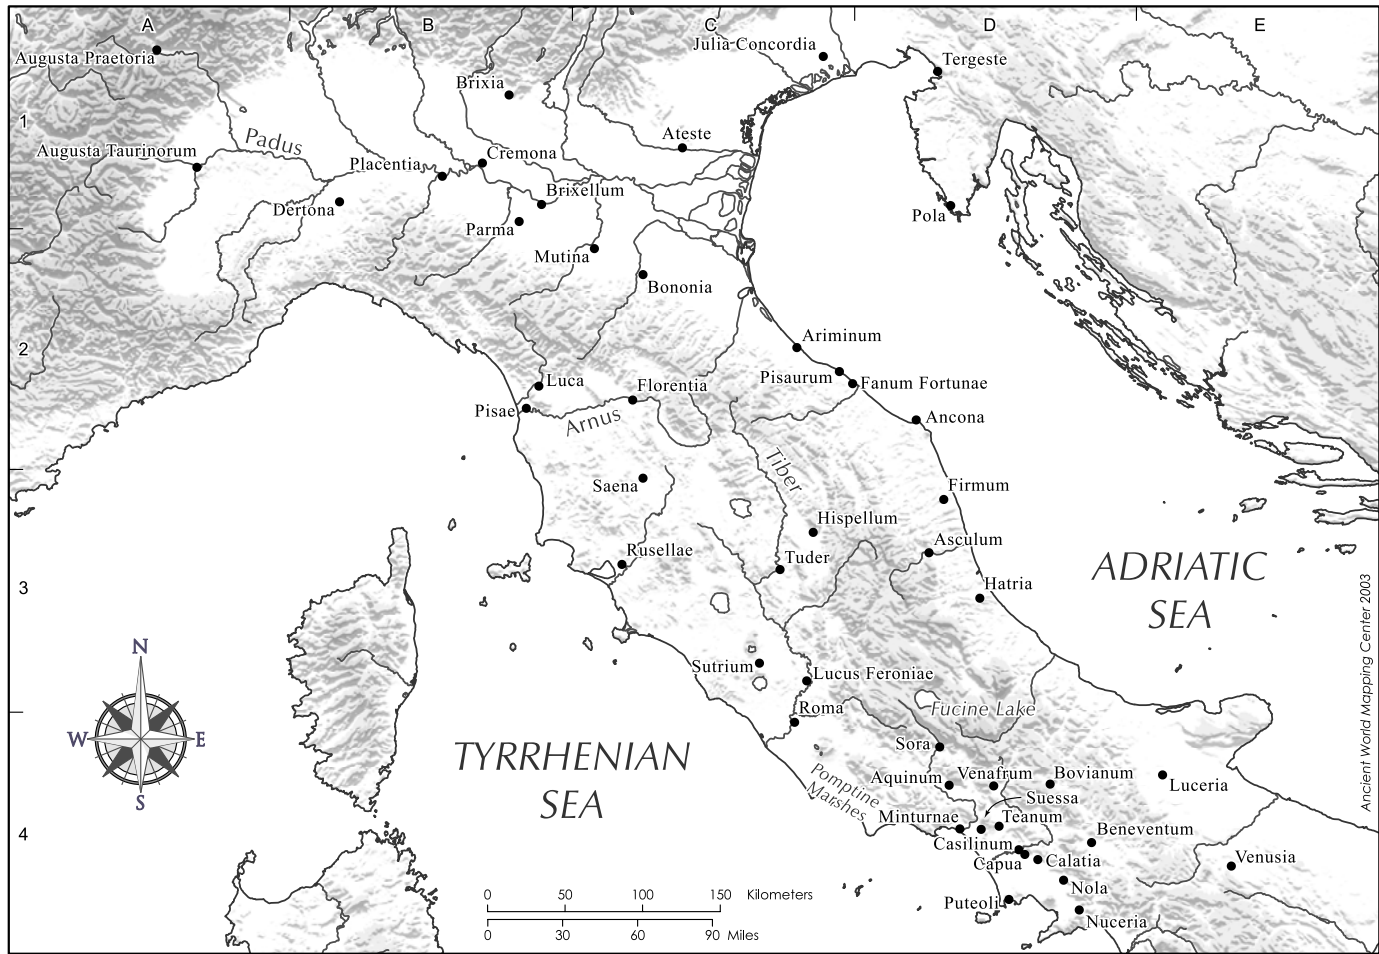 A B C D E
1
2
3
4
Augusta Praetoria
Julia Concordia
Tergeste
Brixia
Ateste
Padus
Augusta Taurinorum
Placentia
Cremona
Brixellum
Dertona
Parma
Pola
Mutina
Bononia
Ariminum
Pisaurum
Fanum Fortunae
Luca
Florentia
Pisae
Arnus
Ancona
Tiber
Saena
Firmum
Hispellum
Asculum
Rusellae
Tuder
Hatria
ADRIATIC
SEA
Ancient World Mapping Center 2003
N
W E
S
Sutrium
Lucus Feroniae
Roma
Fucine Lake
TYRRHENIAN
SEA
Sora
Pomptine
Marshes
Aquinum
Venafrum
Bovianum
Luceria
Suessa
Minturnae
Teanum
Casilinum
Beneventum
Capua
Calatia
Venusia
Nola
Puteoli
Nuceria
0 50 100 150 Kilometers
0 30 60 90 Miles